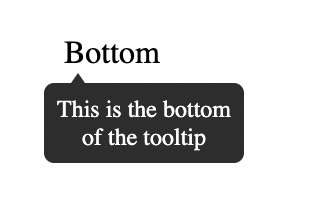 Bottom
This is the bottom
of the tooltip